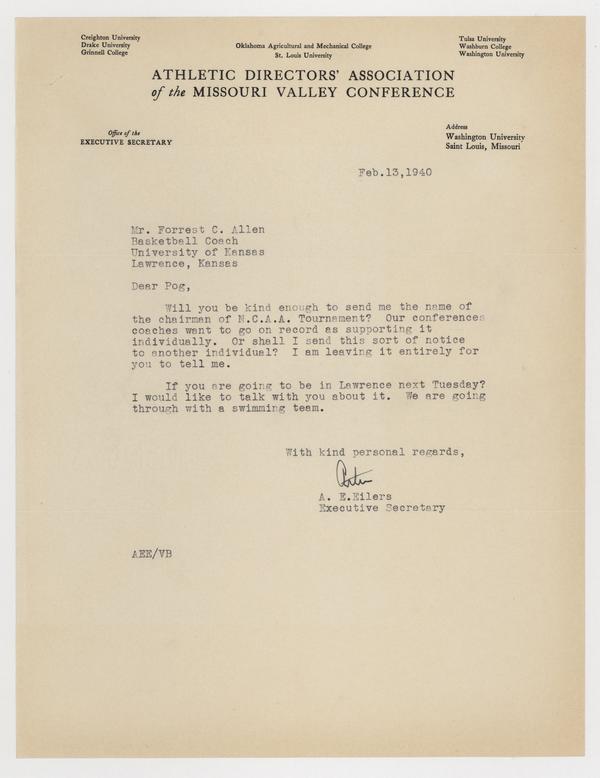 Creighton University
Drake University
Grinnell College
Oklahoma Agricultural and Mechanical College
St. Louis University
Tulsa University
Washburn College
Washington University
ATHLETIC DIRECTORS' ASSOCIATION
of the MISSOURI VALLEY CONFERENCE
Office of the
EXECUTIVE SECRETARY
Address
Washington University
Saint Louis, Missouri
Feb.13,1940
Mr. Forrest C. Allen
Basketball Coach
University of Kansas
Lawrence, Kansas
Dear Pog,
Will you be kind enough to send me the name of
the chairman of N.C.A.A. Tournament? Our conferences
coaches want to go on record as supporting it
individually. Or shall I send this sort of notice
to another individual? I am leaving it entirely for
you to tell me.
If you are going to be in Lawrence next Tuesday?
I would like to talk with you about it. We are going
through with a swimming team.
With kind personal regards,
A. E.Eilers
Executive Secretary
AEE/VB